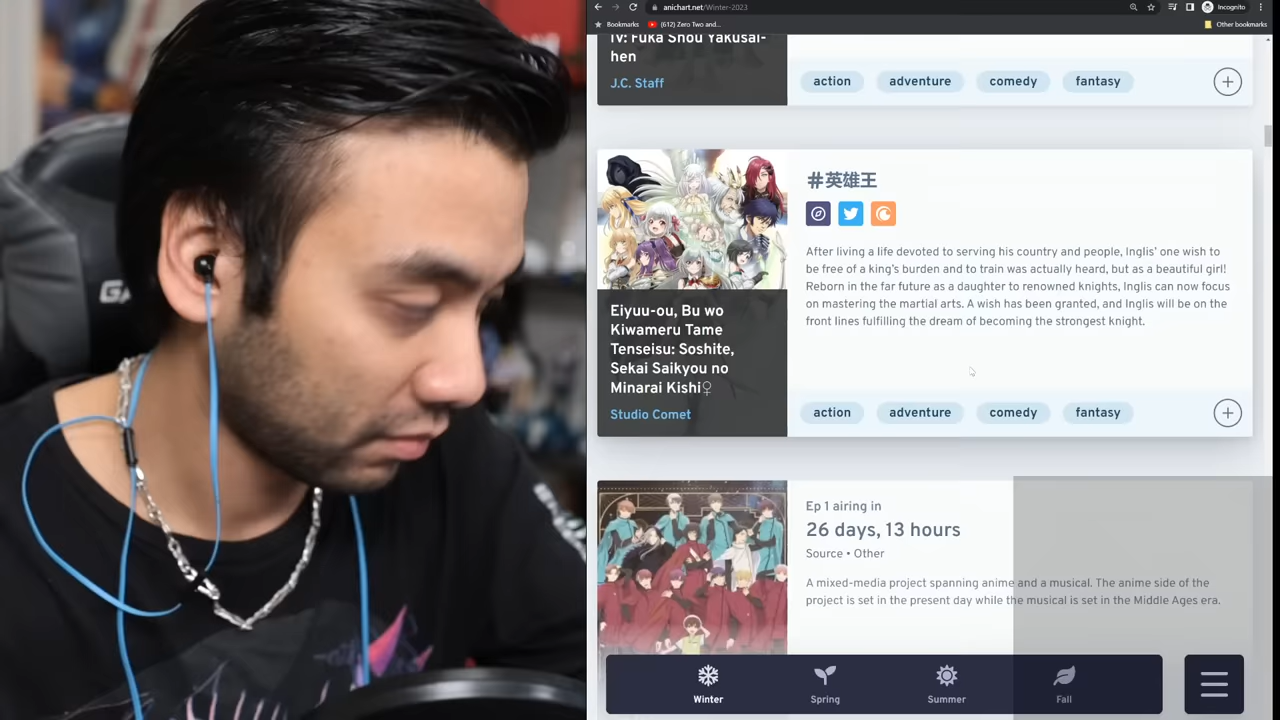 anichart.net/Winter-2023
Incognito
Bookmarks
(612) Zero Two and...
Other bookmarks
IV: Fuka Shou Yakusai-
hen
J.C. Staff
action
adventure
comedy
fantasy
#英雄王
After living a life devoted to serving his country and people, Inglis' one wish to
be free of a king's burden and to train was actually heard, but as a beautiful girl!
Reborn in the far future as a daughter to renowned knights, Inglis can now focus
on mastering the martial arts. A wish has been granted, and Inglis will be on the
front lines fulfilling the dream of becoming the strongest knight.
Eiyuu-ou, Bu wo
Kiwameru Tame
Tenseisu: Soshite,
Sekai Saikyou no
Minarai Kishi♀
Studio Comet
action
adventure
comedy
fantasy
Ep 1 airing in
26 days, 13 hours
Source • Other
A mixed-media project spanning anime and a musical. The anime side of the
project is set in the present day while the musical is set in the Middle Ages era.
Winter
Spring
Summer
Fall